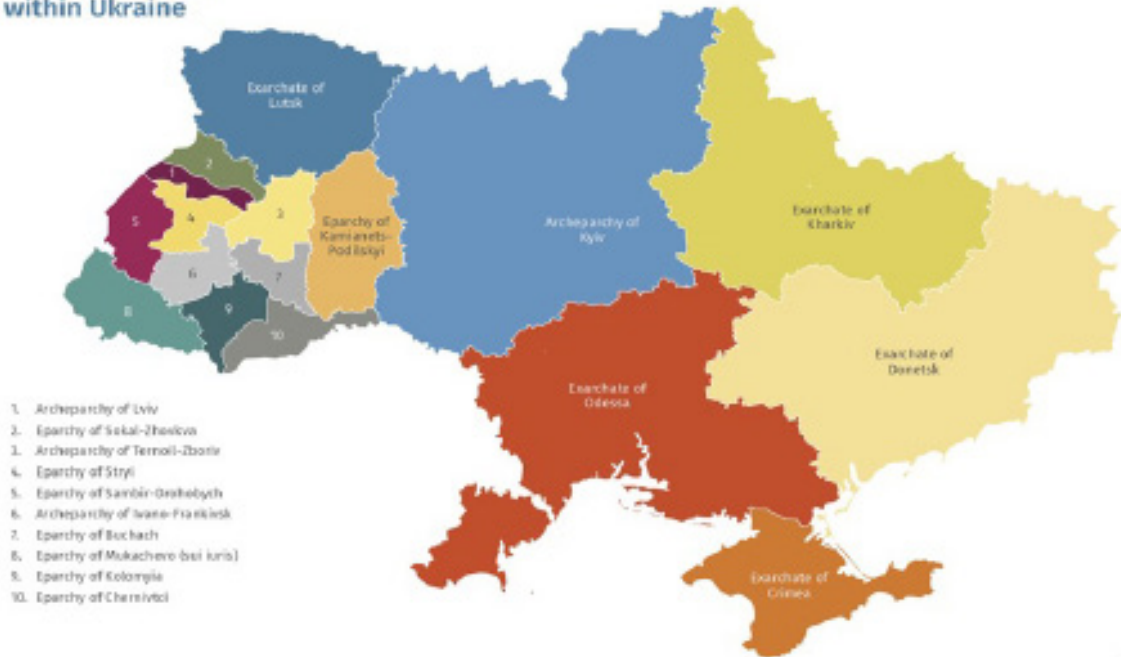 within Ukraine
Exarchate of
Lutsk
2
1
5
4
3
Eparchy of
Kamianets-
Podilskyi
Archeparchy of
Kyiv
Exarchate of
Kharkiv
6
7
8
9
10
Exarchate of
Donetsk
Exarchate of
Odessa
Exarchate of
Crimea
1. Archeparchy of Lviv
2. Eparchy of Sokal-Zhovkva
3. Archeparchy of Ternoil-Zboriv
4. Eparchy of Stryi
5. Eparchy of Sambir-Drohobych
6. Archeparchy of Ivano-Frankivsk
7. Eparchy of Buchach
8. Eparchy of Mukachevo (sui iuris)
9. Eparchy of Kolomyia
10. Eparchy of Chernivtsi